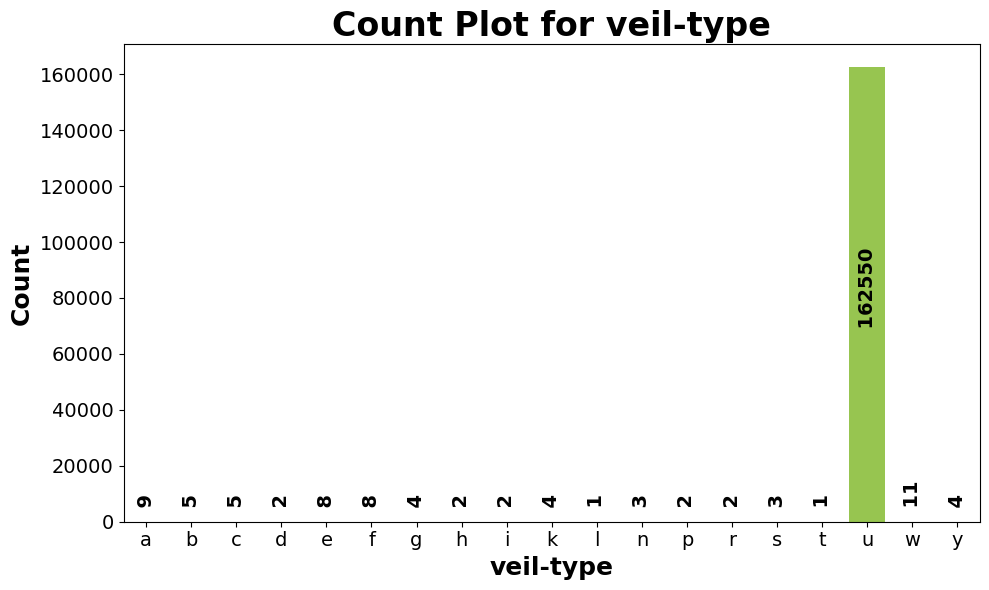 Count Plot for veil-type
Count
160000
140000
120000
100000
80000
60000
40000
20000
0
9 5 5 2 8 8 4 2 2 4 1 3 2 2 3 1 162550 11 4
a b c d e f g h i k l n p r s t u w y
veil-type